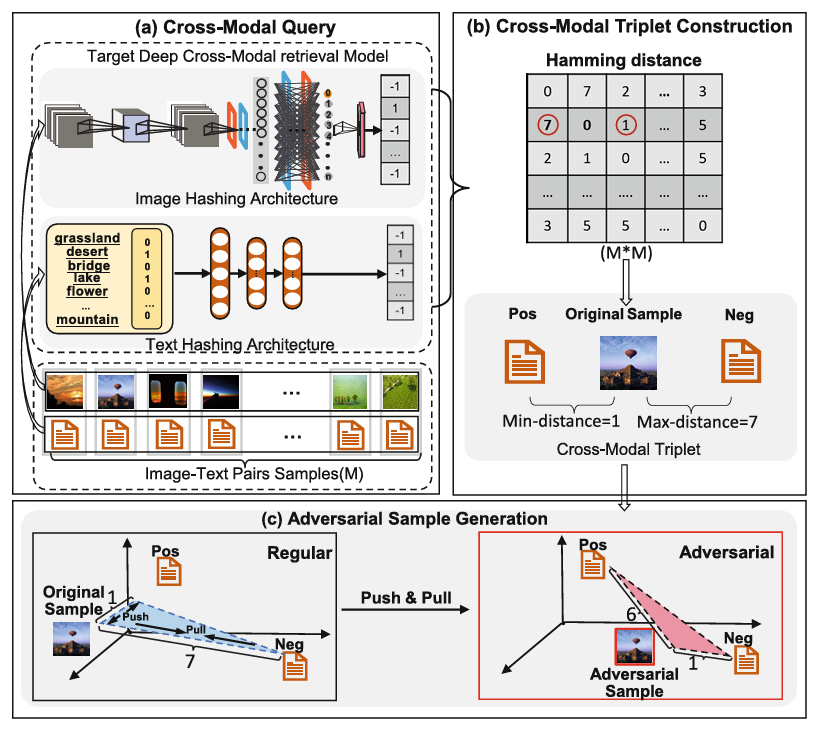 (a) Cross-Modal Query
Target Deep Cross-Modal retrieval Model
0
1
2
3
4
n
-1
1
-1
...
-1
Image Hashing Architecture
grassland
desert
bridge
lake
flower
...
mountain
0
1
0
1
0
...
0
-1
1
-1
...
-1
Text Hashing Architecture
...
...
Image-Text Pairs Samples(M)
(b) Cross-Modal Triplet Construction
Hamming distance
0 7 2 ... 3
7 0 1 ... 5
2 1 0 ... 5
... ... .... ... ...
3 5 5 ... 0
(M*M)
Pos Original Sample Neg
Min-distance=1 Max-distance=7
Cross-Modal Triplet
(c) Adversarial Sample Generation
Regular
Pos
Original
Sample
1
Push
Pull
7
Neg
Push & Pull
Adversarial
Pos
6
Neg
1
Adversarial
Sample